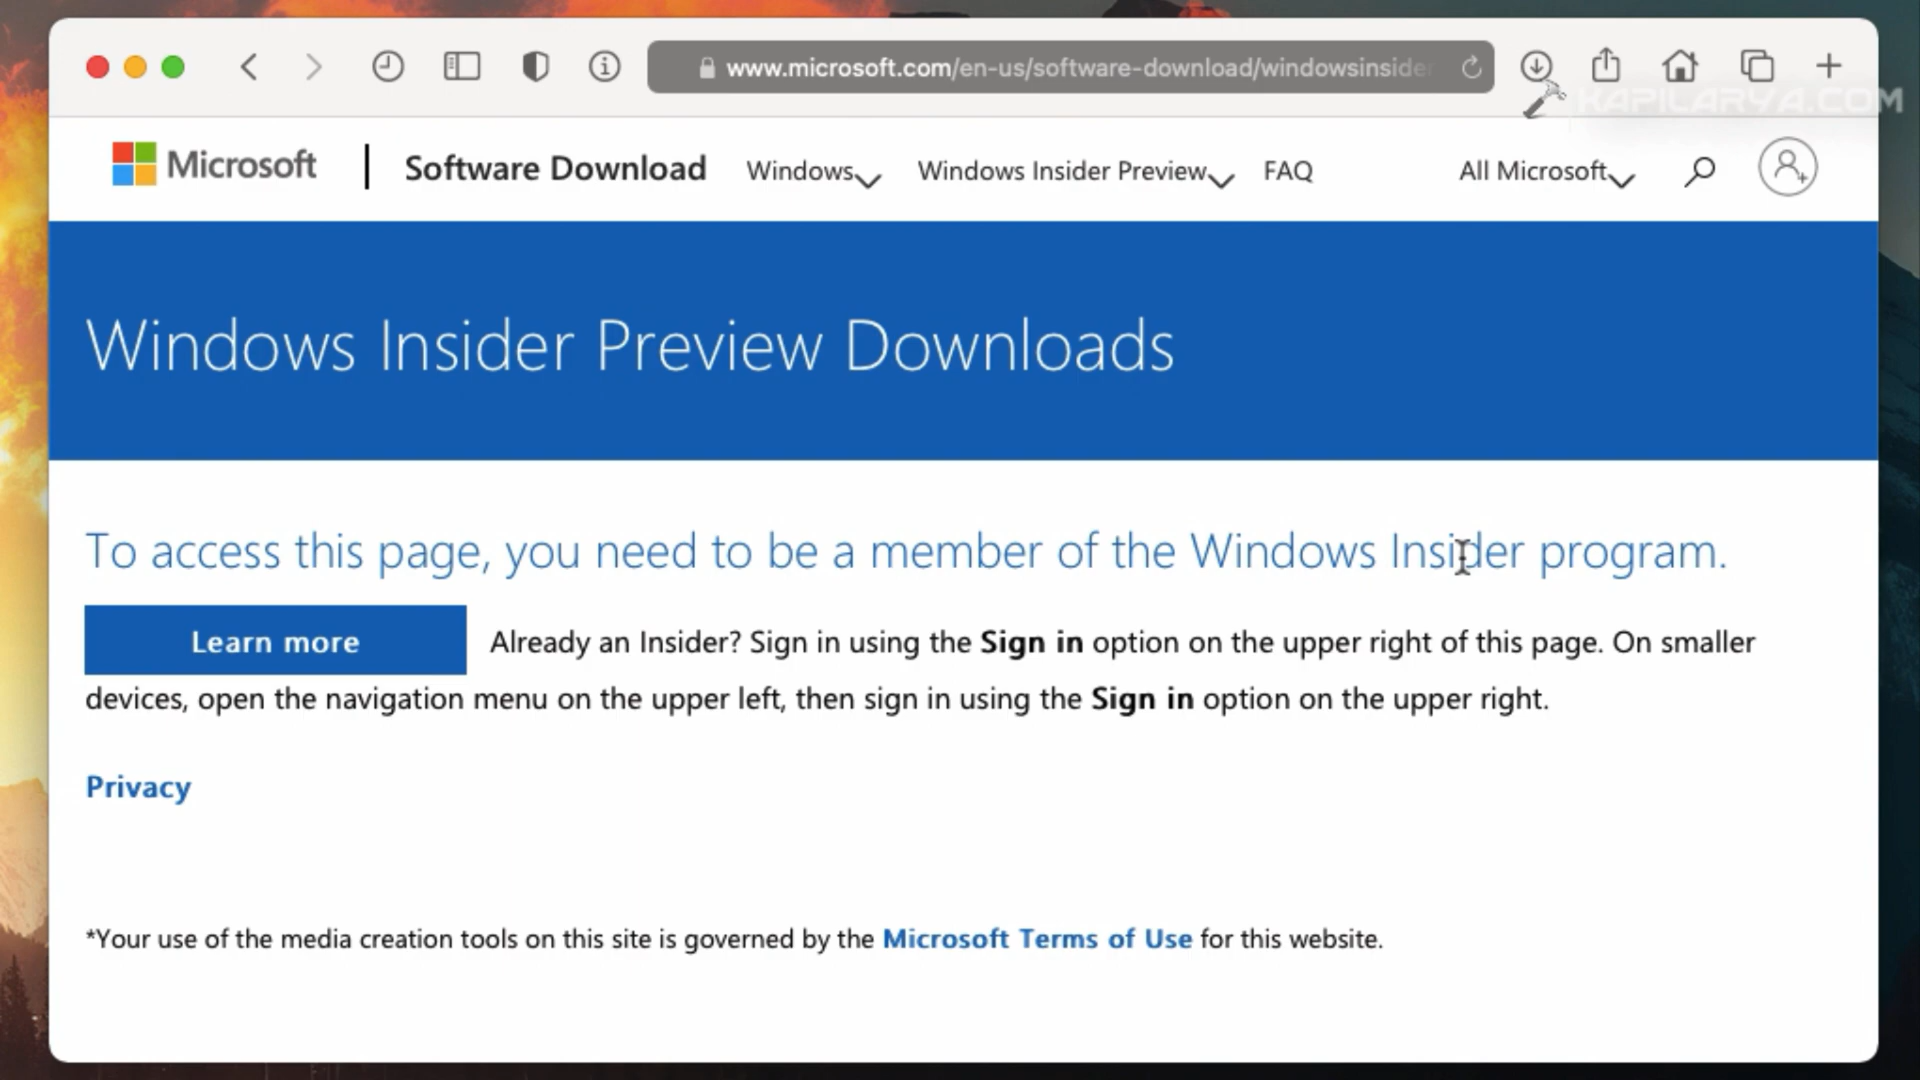 www.microsoft.com/en-us/software-download/windowsinsider
KAPILARYA.COM
Microsoft | Software Download Windows Windows Insider Preview FAQ All Microsoft
Windows Insider Preview Downloads
To access this page, you need to be a member of the Windows Insider program.
Learn more Already an Insider? Sign in using the Sign in option on the upper right of this page. On smaller
devices, open the navigation menu on the upper left, then sign in using the Sign in option on the upper right.
Privacy
*Your use of the media creation tools on this site is governed by the Microsoft Terms of Use for this website.